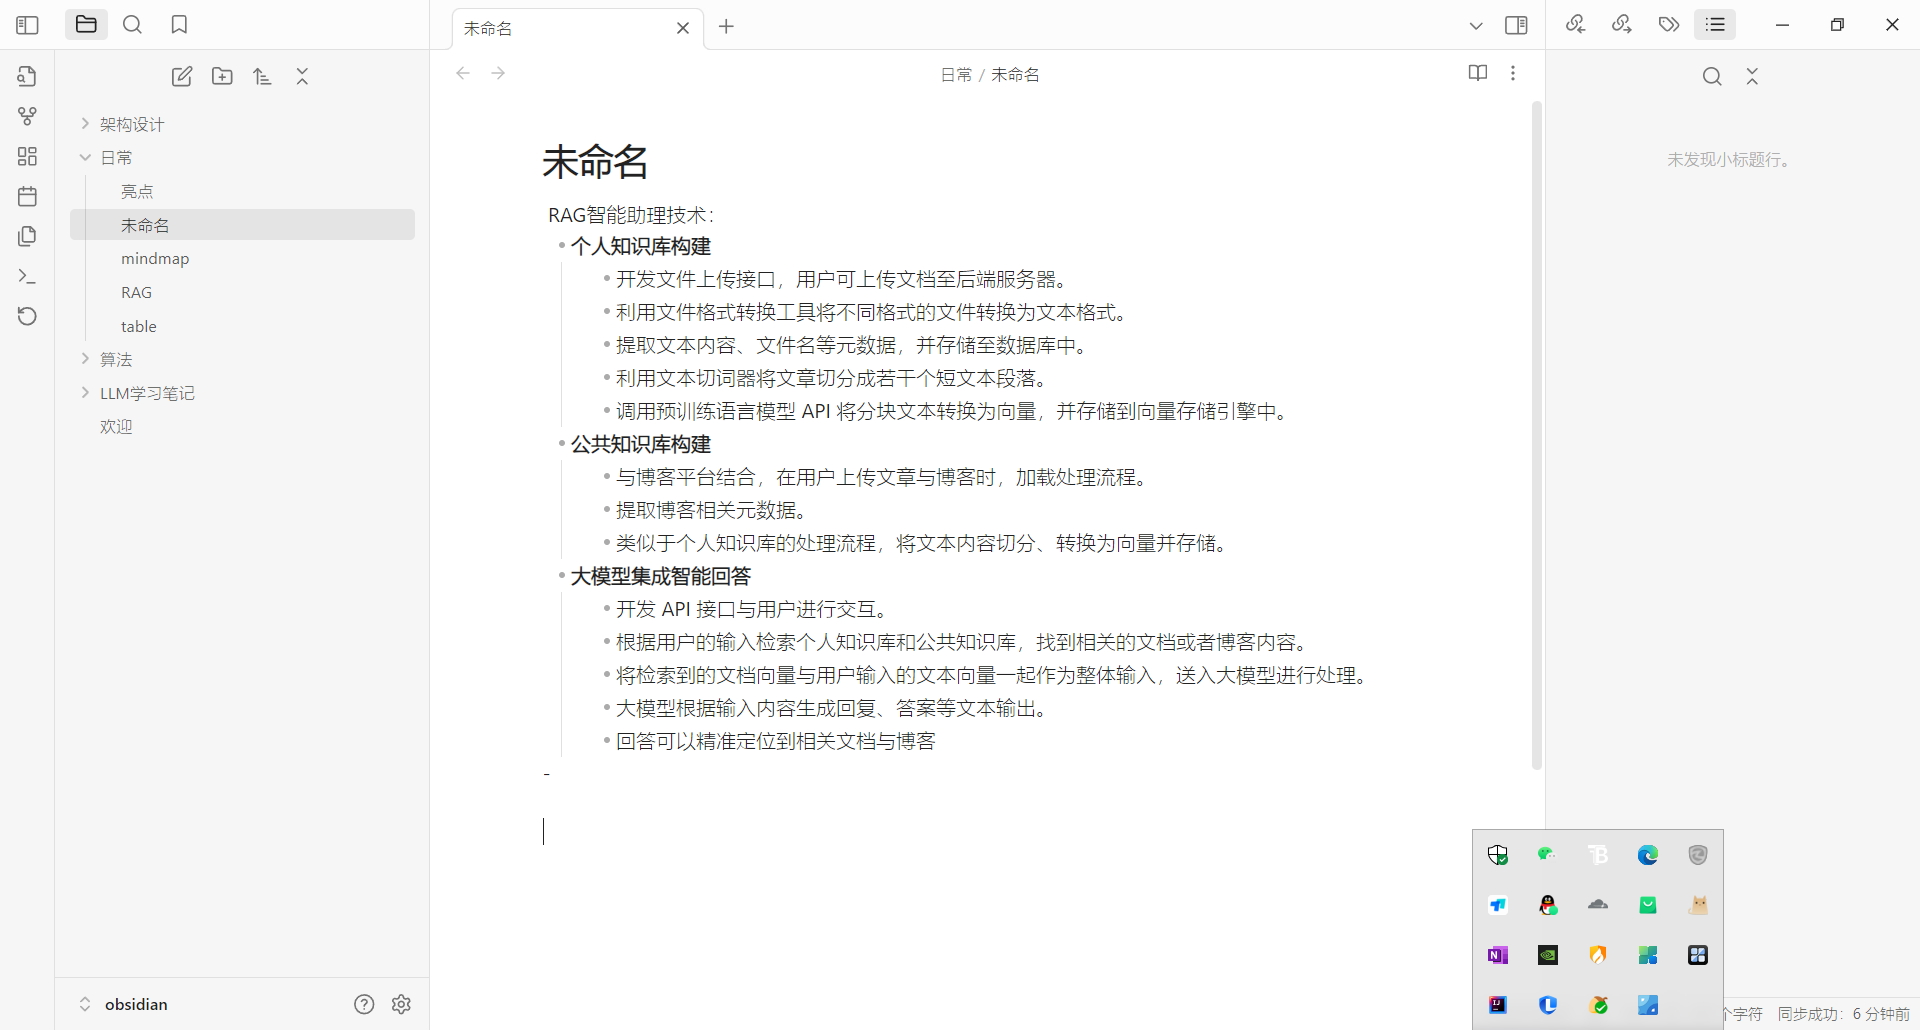 未命名
日常 / 未命名
架构设计
日常
亮点
未命名
mindmap
RAG
table
算法
LLM学习笔记
欢迎
obsidian
未命名
RAG智能助理技术：
• 个人知识库构建
• 开发文件上传接口，用户可上传文档至后端服务器。
• 利用文件格式转换工具将不同格式的文件转换为文本格式。
• 提取文本内容、文件名等元数据，并存储至数据库中。
• 利用文本切词器将文章切分成若干个短文本段落。
• 调用预训练语言模型 API 将分块文本转换为向量，并存储到向量存储引擎中。
• 公共知识库构建
• 与博客平台结合，在用户上传文章与博客时，加载处理流程。
• 提取博客相关元数据。
• 类似于个人知识库的处理流程，将文本内容切分、转换为向量并存储。
• 大模型集成智能回答
• 开发 API 接口与用户进行交互。
• 根据用户的输入检索个人知识库和公共知识库，找到相关的文档或者博客内容。
• 将检索到的文档向量与用户输入的文本向量一起作为整体输入，送入大模型进行处理。
• 大模型根据输入内容生成回复、答案等文本输出。
• 回答可以精准定位到相关文档与博客
-
未发现小标题行。
个字符 同步成功：6 分钟前